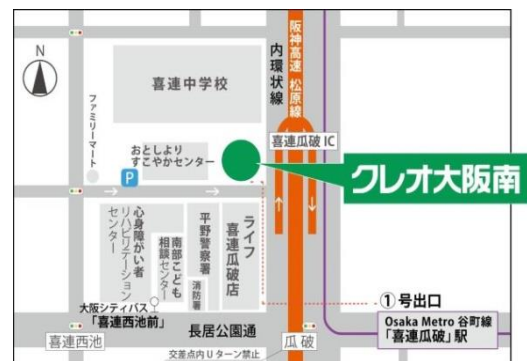 N
喜連中学校
内環状線
阪神高速 松原線
ファミリーマート
おとしより
すこやかセンター
P
喜連瓜破IC
クレオ大阪南
心身障がい者
リハビリテーション
センター
南部こども
相談センター
平野警察署
消防署
ライフ
喜連瓜破店
大阪シティバス
「喜連西池前」
①号出口
Osaka Metro 谷町線
「喜連瓜破」駅
喜連西池
長居公園通
瓜破
交差点内Uターン禁止